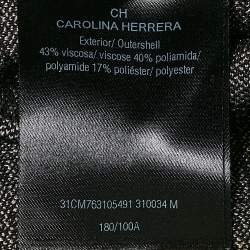 CH
CAROLINA HERRERA
Exterior/ Outershell
43% viscosa/ viscose 40% poliamida/
polyamide 17% poliéster/ polyester
31CM763105491 310034 M
180/100A